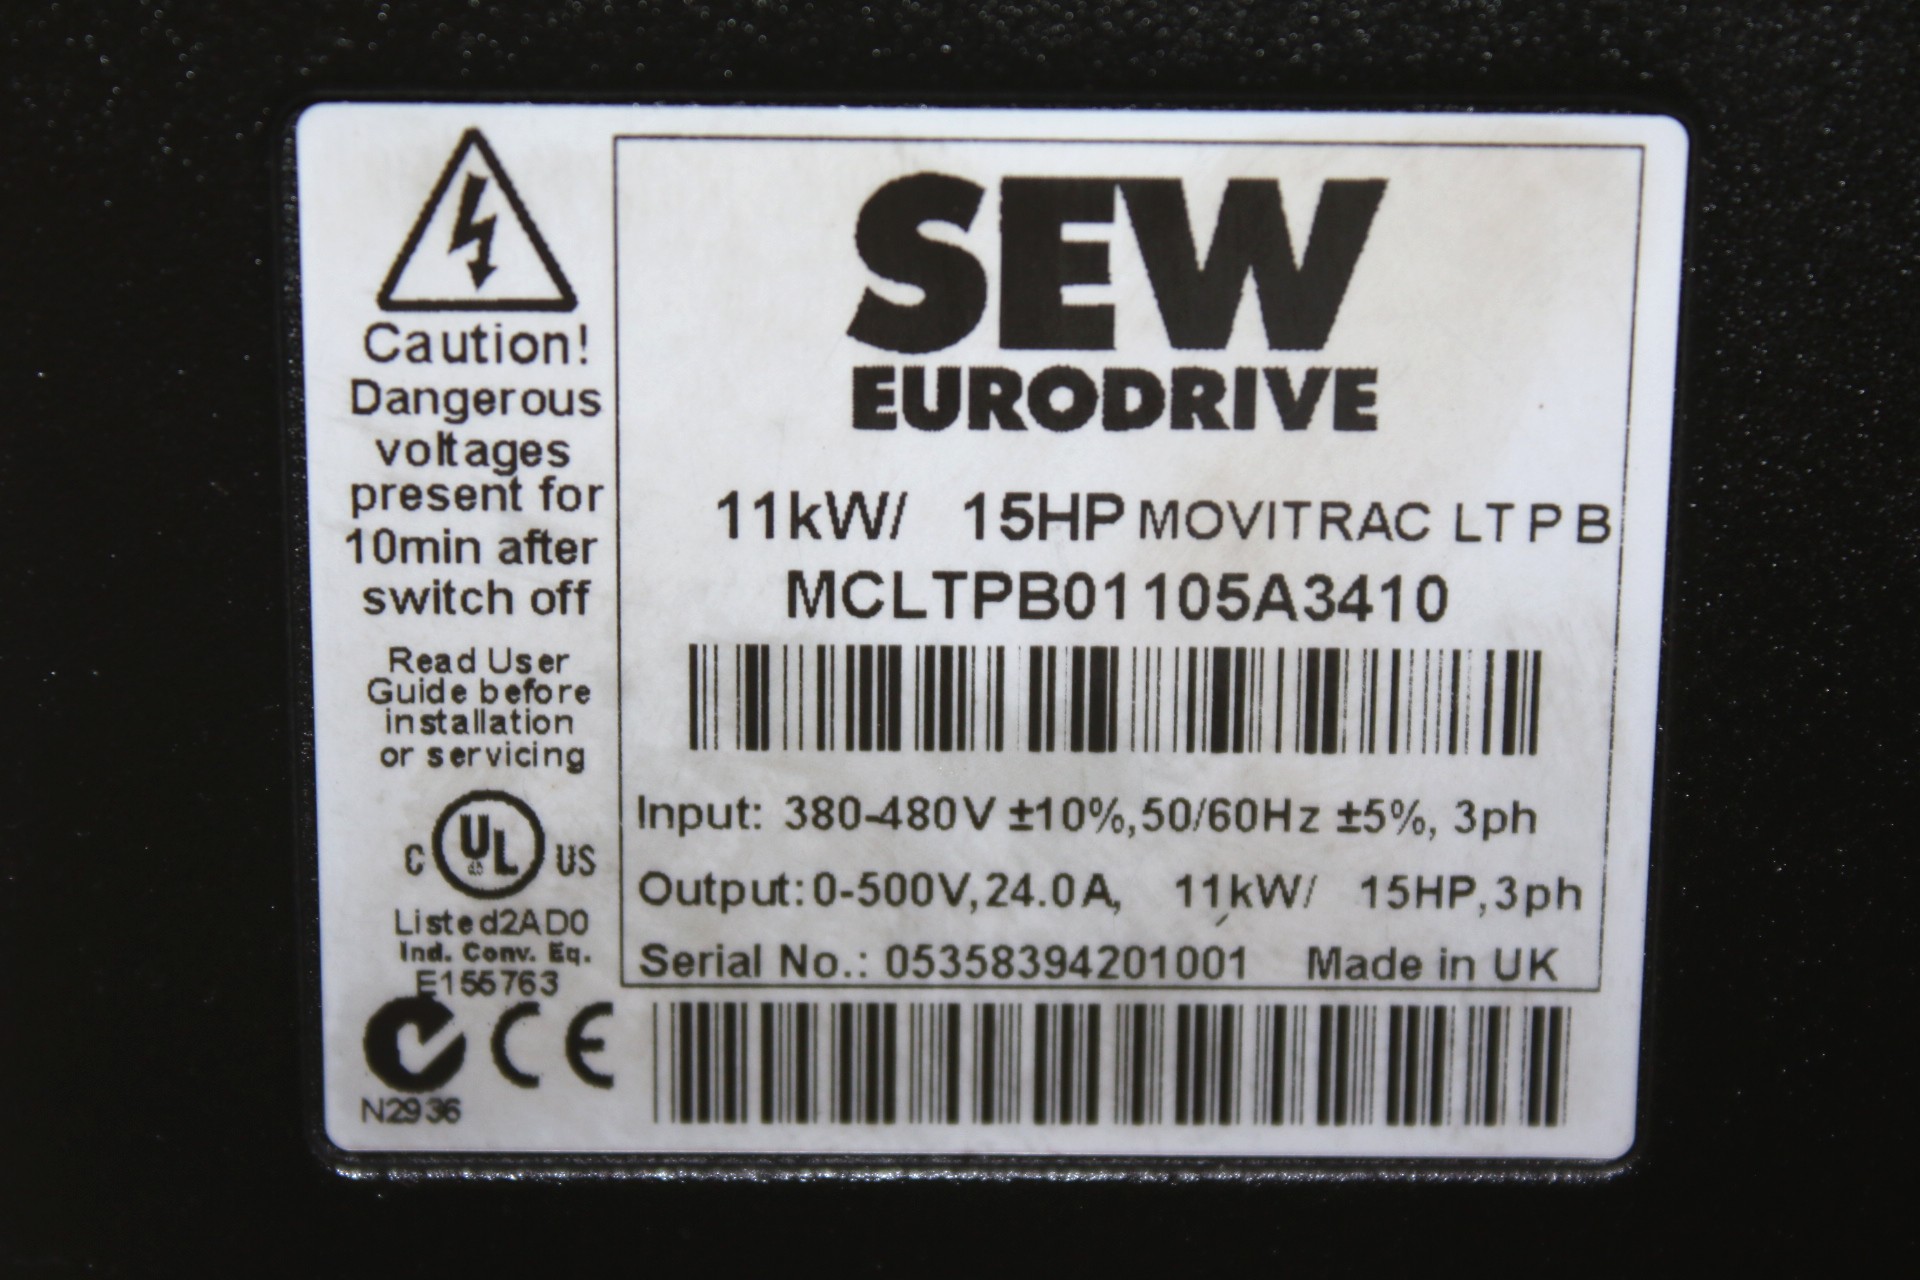 Caution!
Dangerous
voltages
present for
10min after
switch off
Read User
Guide before
installation
or servicing
C UL US
Listed2AD0
Ind. Conv. Eq.
E155763
CE
N2936
SEW
EURODRIVE
11kW/ 15HP MOVITRAC LTPB
MCLTPB01105A3410
Input: 380-480V ±10%,50/60Hz ±5%, 3ph
Output:0-500V,24.0A, 11kW/ 15HP,3ph
Serial No.: 05358394201001 Made in UK